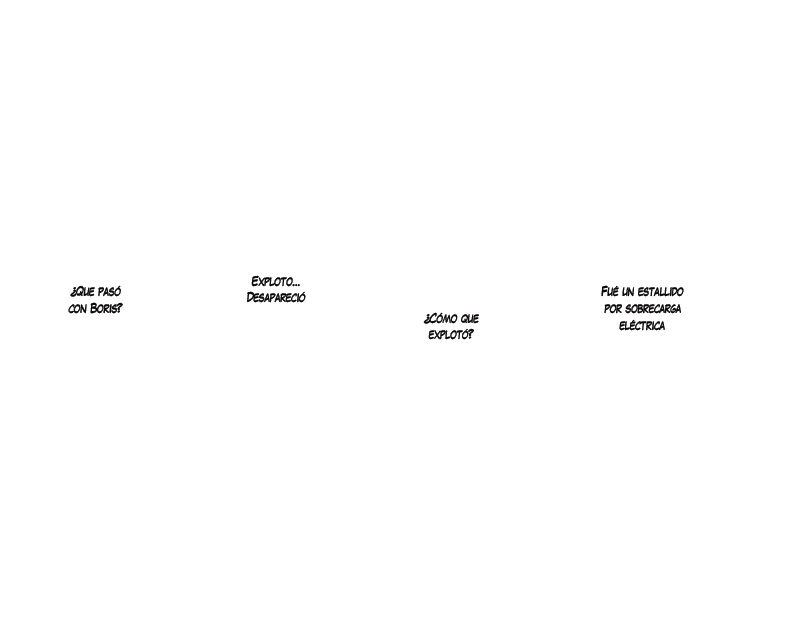 ¿Que pasó
con Boris?
Exploto...
Desapareció
¿Cómo que
explotó?
Fué un estallido
por sobrecarga
eléctrica